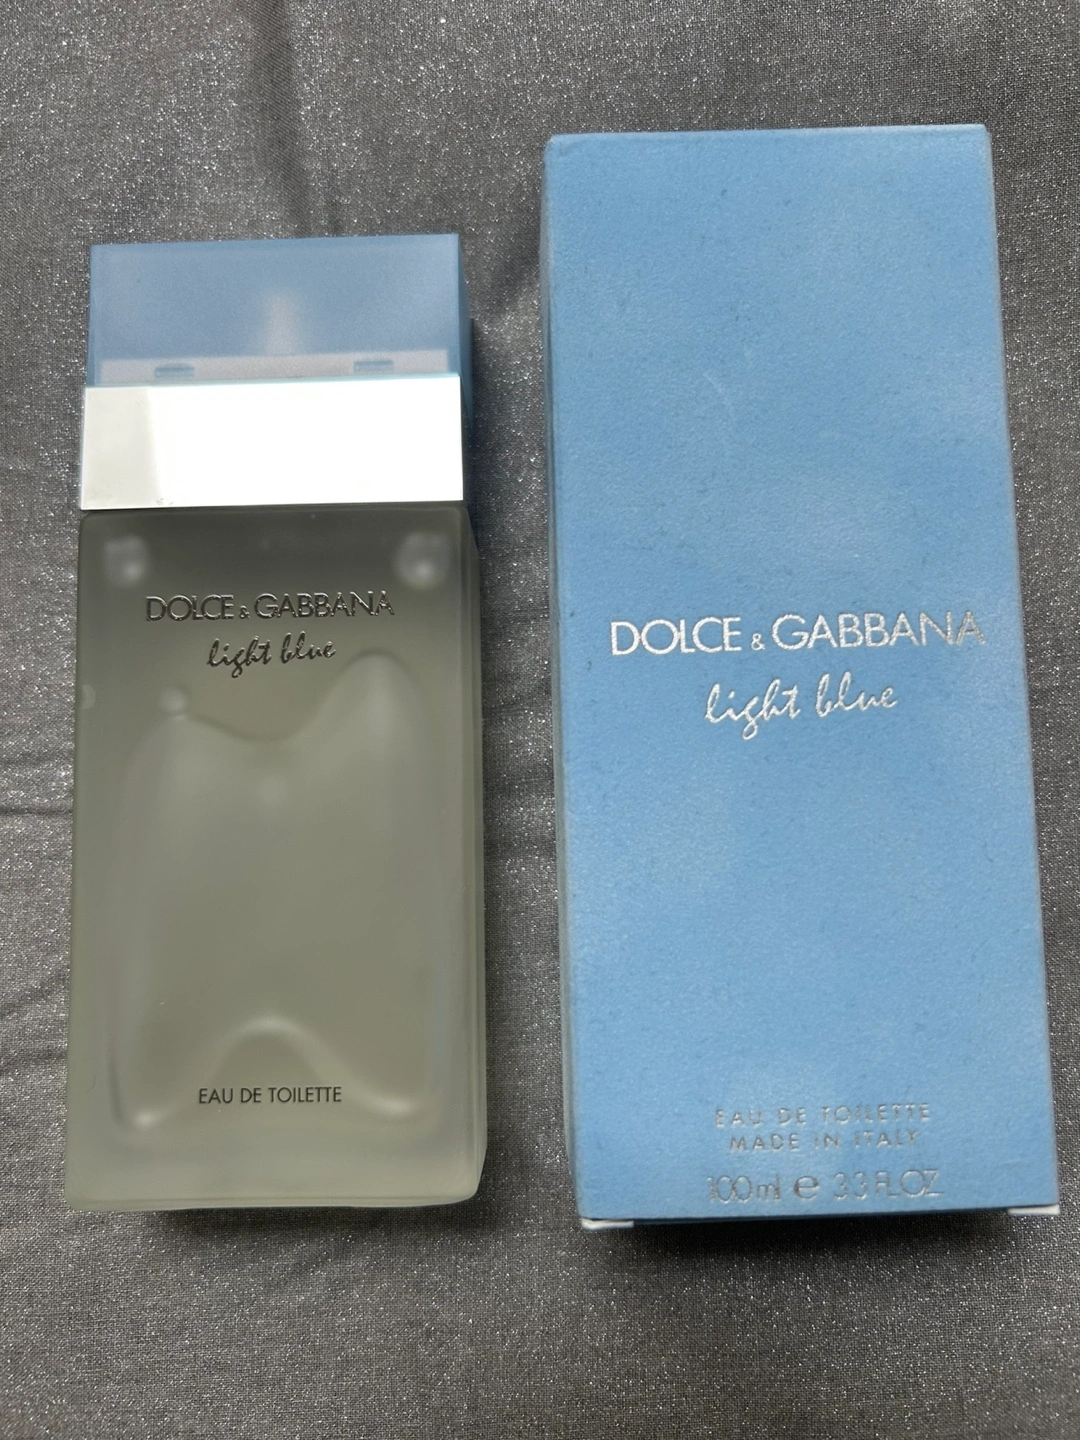 DOLCE & GABBANA
light blue
EAU DE TOILETTE
DOLCE & GABBANA
light blue
EAU DE TOILETTE
MADE IN ITALY
100ml e 3.3 FL.OZ